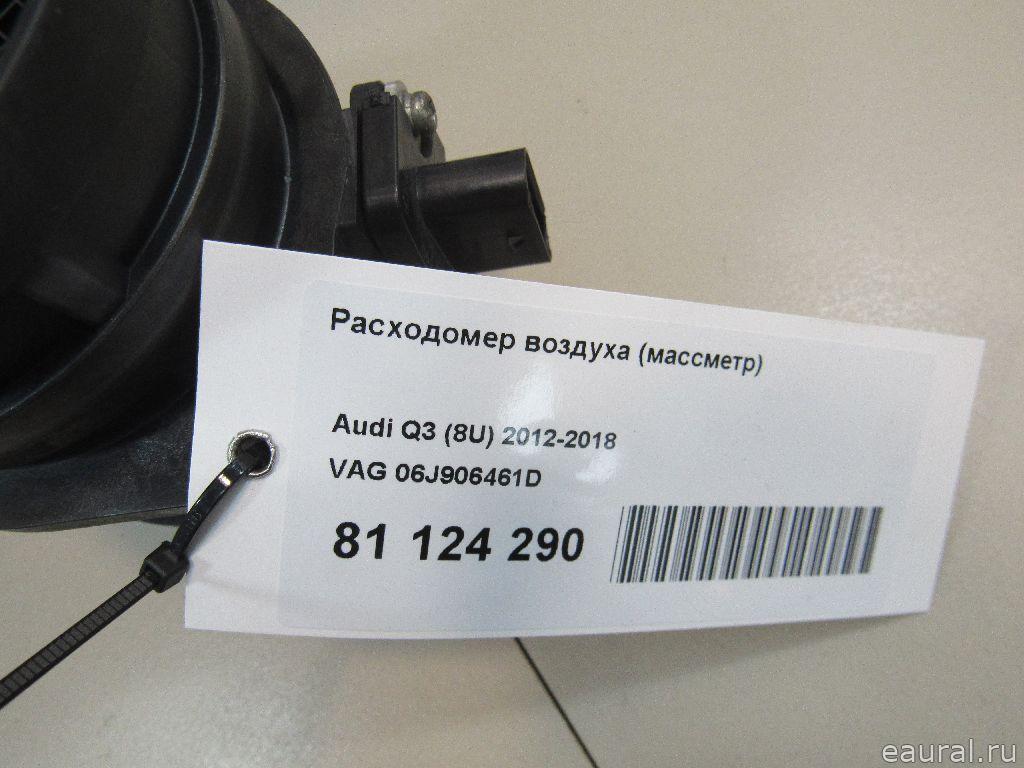 Расходомер воздуха (массметр)
Audi Q3 (8U) 2012-2018
VAG 06J906461D
81 124 290
eaural.ru